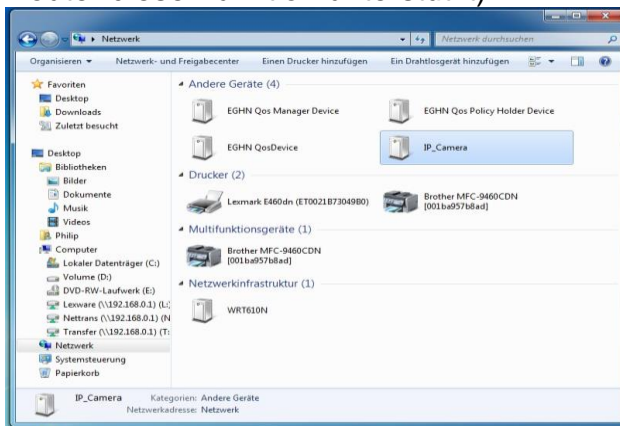 Netzwerk
Netzwerk durchsuchen
Organisieren
Netzwerk- und Freigabecenter
Einen Drucker hinzufügen
Ein Drahtlosgerät hinzufügen
Favoriten
Desktop
Downloads
Zuletzt besucht
Desktop
Bibliotheken
Bilder
Dokumente
Musik
Videos
Philip
Computer
Lokaler Datenträger (C:)
Volume (D:)
DVD-RW-Laufwerk (E:)
Lexware (\\192.168.0.1) (L:
Nettrans (\\192.168.0.1) (N
Transfer (\\192.168.0.1) (T:
Netzwerk
Systemsteuerung
Papierkorb
Andere Geräte (4)
EGHN Qos Manager Device
EGHN Qos Policy Holder Device
EGHN QosDevice
IP_Camera
Drucker (2)
Lexmark E460dn (ET0021B73049B0)
Brother MFC-9460CDN
[001ba957b8ad]
Multifunktionsgeräte (1)
Brother MFC-9460CDN
[001ba957b8ad]
Netzwerkinfrastruktur (1)
WRT610N
IP_Camera
Kategorien: Andere Geräte
Netzwerkadresse: Netzwerk